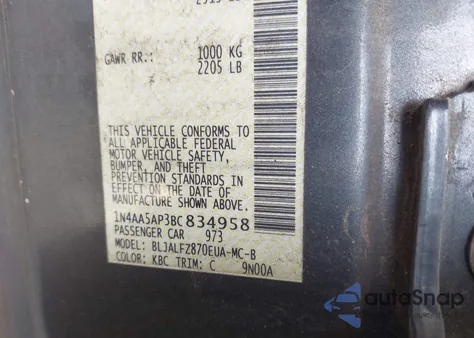 GAWR RR.: 1000 KG
2205 LB
THIS VEHICLE CONFORMS TO
ALL APPLICABLE FEDERAL
MOTOR VEHICLE SAFETY,
BUMPER, AND THEFT
PREVENTION STANDARDS IN
EFFECT ON THE DATE OF
MANUFACTURE SHOWN ABOVE.
1N4AA5AP3BC834958
PASSENGER CAR 973
MODEL: BLJALFZ870EUA-MC-B
COLOR: KBC TRIM: C 9N00A
autoSnap